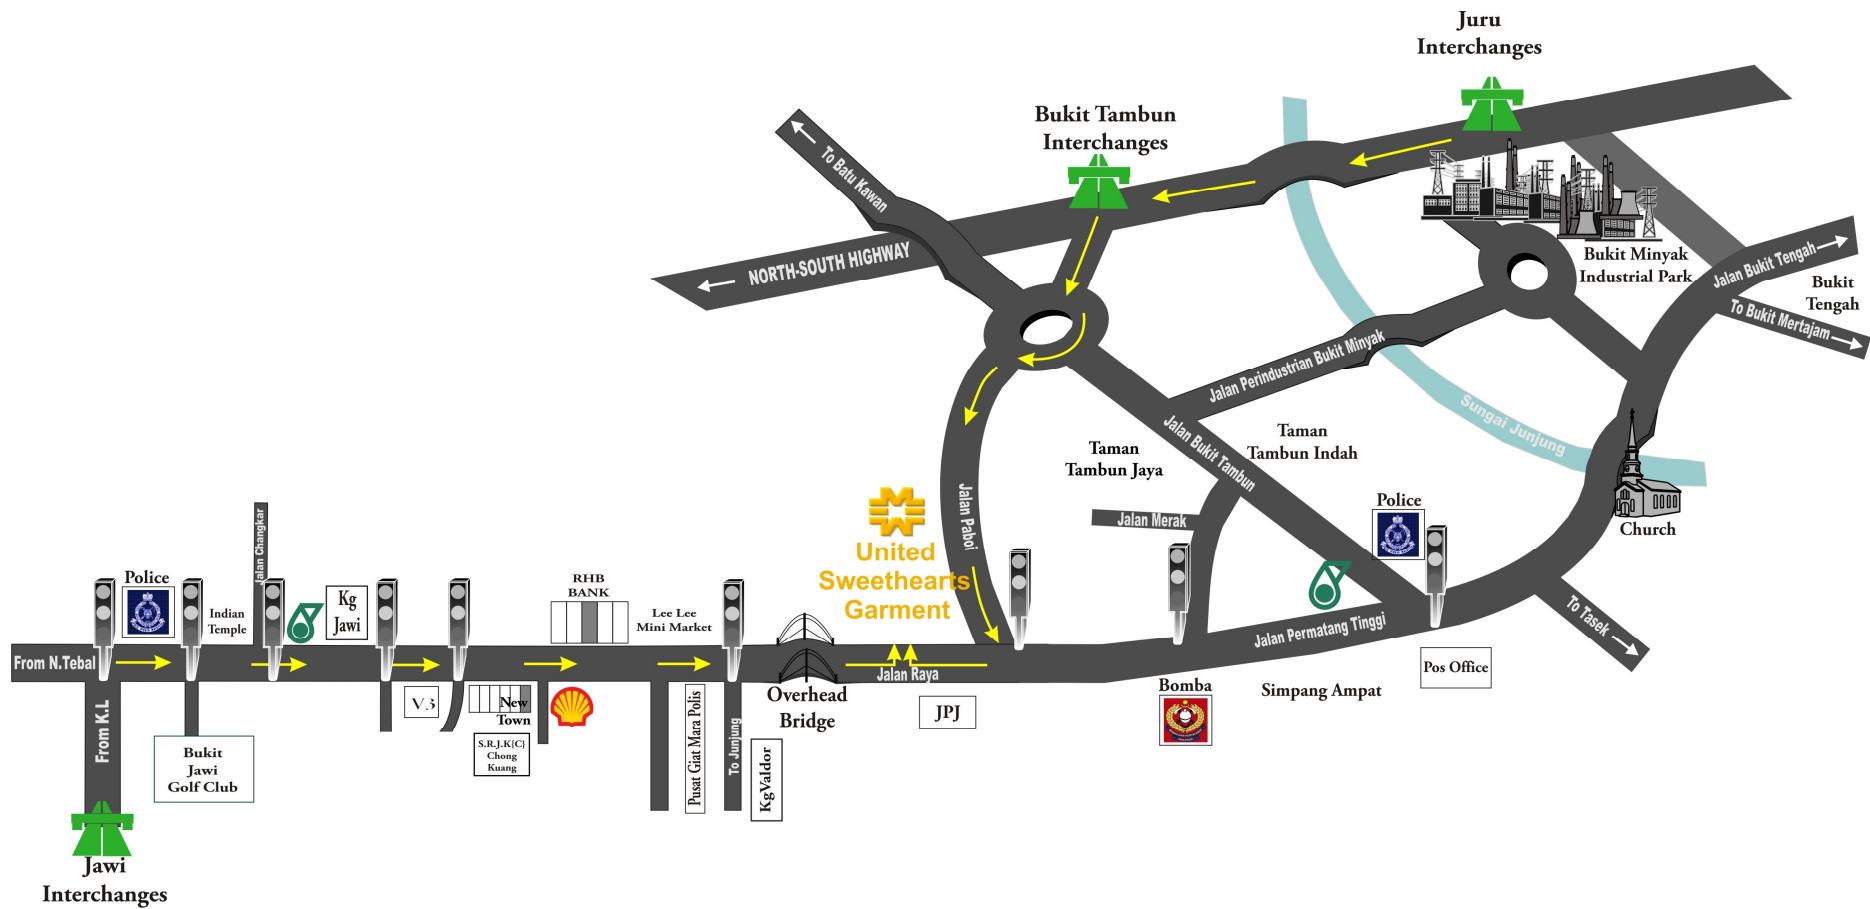 Juru
Interchanges
Bukit Tambun
Interchanges
To Batu Kawan
NORTH-SOUTH HIGHWAY
Bukit Minyak
Industrial Park
Jalan Bukit Tengah
Bukit
Tengah
To Bukit Mertajam
Jalan Perindustrian Bukit Minyak
Sungai Junjung
Jalan Bukit Tambun
Taman
Tambun Indah
Taman
Tambun Jaya
Jalan Merak
Jalan Paboi
Police
Church
United
Sweethearts
Garment
Jalan Changkar
Police
Indian
Temple
Kg
Jawi
RHB
BANK
Lee Lee
Mini Market
Jalan Permatang Tinggi
To Tasek
From N.Tebal
Jalan Raya
Pos Office
From K.L
V.3
New
Town
S.R.J.K{C}
Chong
Kuang
Pusat Giat Mara Polis
To Junjung
KgValdor
Overhead
Bridge
JPJ
Bomba
Simpang Ampat
Bukit
Jawi
Golf Club
Jawi
Interchanges